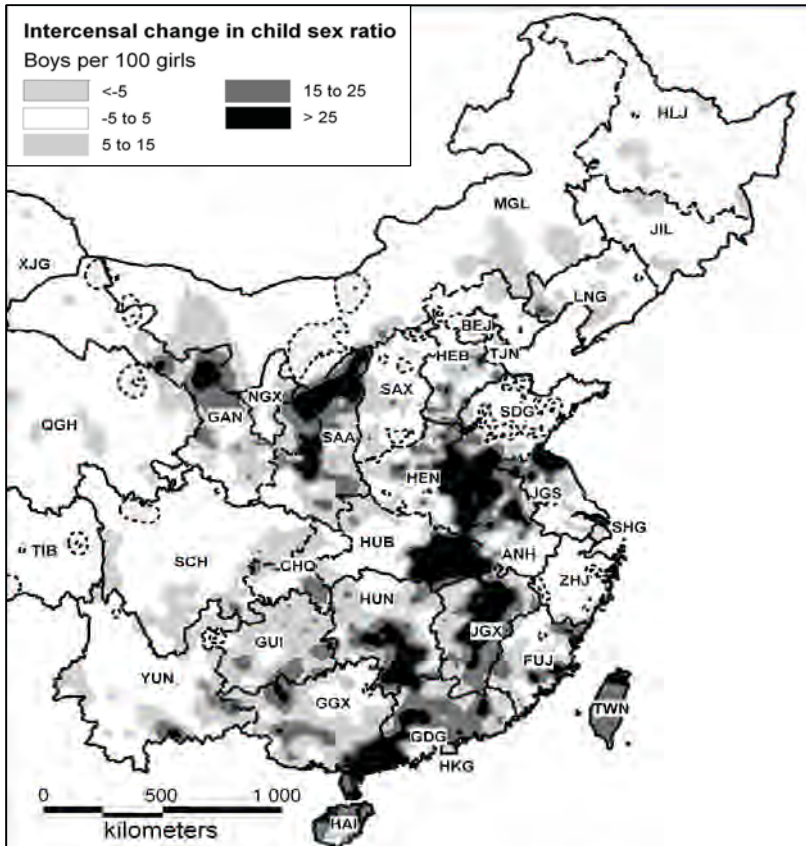 Intercensal change in child sex ratio
Boys per 100 girls
<-5
15 to 25
-5 to 5
> 25
5 to 15
HLJ
MGL
JIL
XJG
LNG
BEJ
HEB
TJN
NGX
SAX
SDG
GAN
QGH
SAA
HEN
JGS
SHG
HUB
ANH
TIB
SCH
CHQ
ZHJ
HUN
JGX
GUI
FUJ
YUN
GGX
TWN
GDG
HKG
0 500 1 000
kilometers
HAI